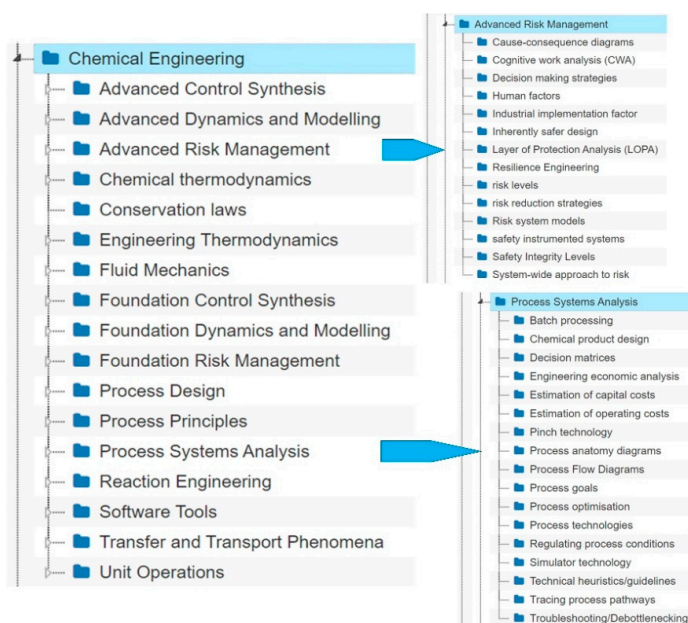 Chemical Engineering
Advanced Control Synthesis
Advanced Dynamics and Modelling
Advanced Risk Management
Chemical thermodynamics
Conservation laws
Engineering Thermodynamics
Fluid Mechanics
Foundation Control Synthesis
Foundation Dynamics and Modelling
Foundation Risk Management
Process Design
Process Principles
Process Systems Analysis
Reaction Engineering
Software Tools
Transfer and Transport Phenomena
Unit Operations
Advanced Risk Management
Cause-consequence diagrams
Cognitive work analysis (CWA)
Decision making strategies
Human factors
Industrial implementation factor
Inherently safer design
Layer of Protection Analysis (LOPA)
Resilience Engineering
risk levels
risk reduction strategies
Risk system models
safety instrumented systems
Safety Integrity Levels
System-wide approach to risk
Process Systems Analysis
Batch processing
Chemical product design
Decision matrices
Engineering economic analysis
Estimation of capital costs
Estimation of operating costs
Pinch technology
Process anatomy diagrams
Process Flow Diagrams
Process goals
Process optimisation
Process technologies
Regulating process conditions
Simulator technology
Technical heuristics/guidelines
Tracing process pathways
Troubleshooting/Debottlenecking